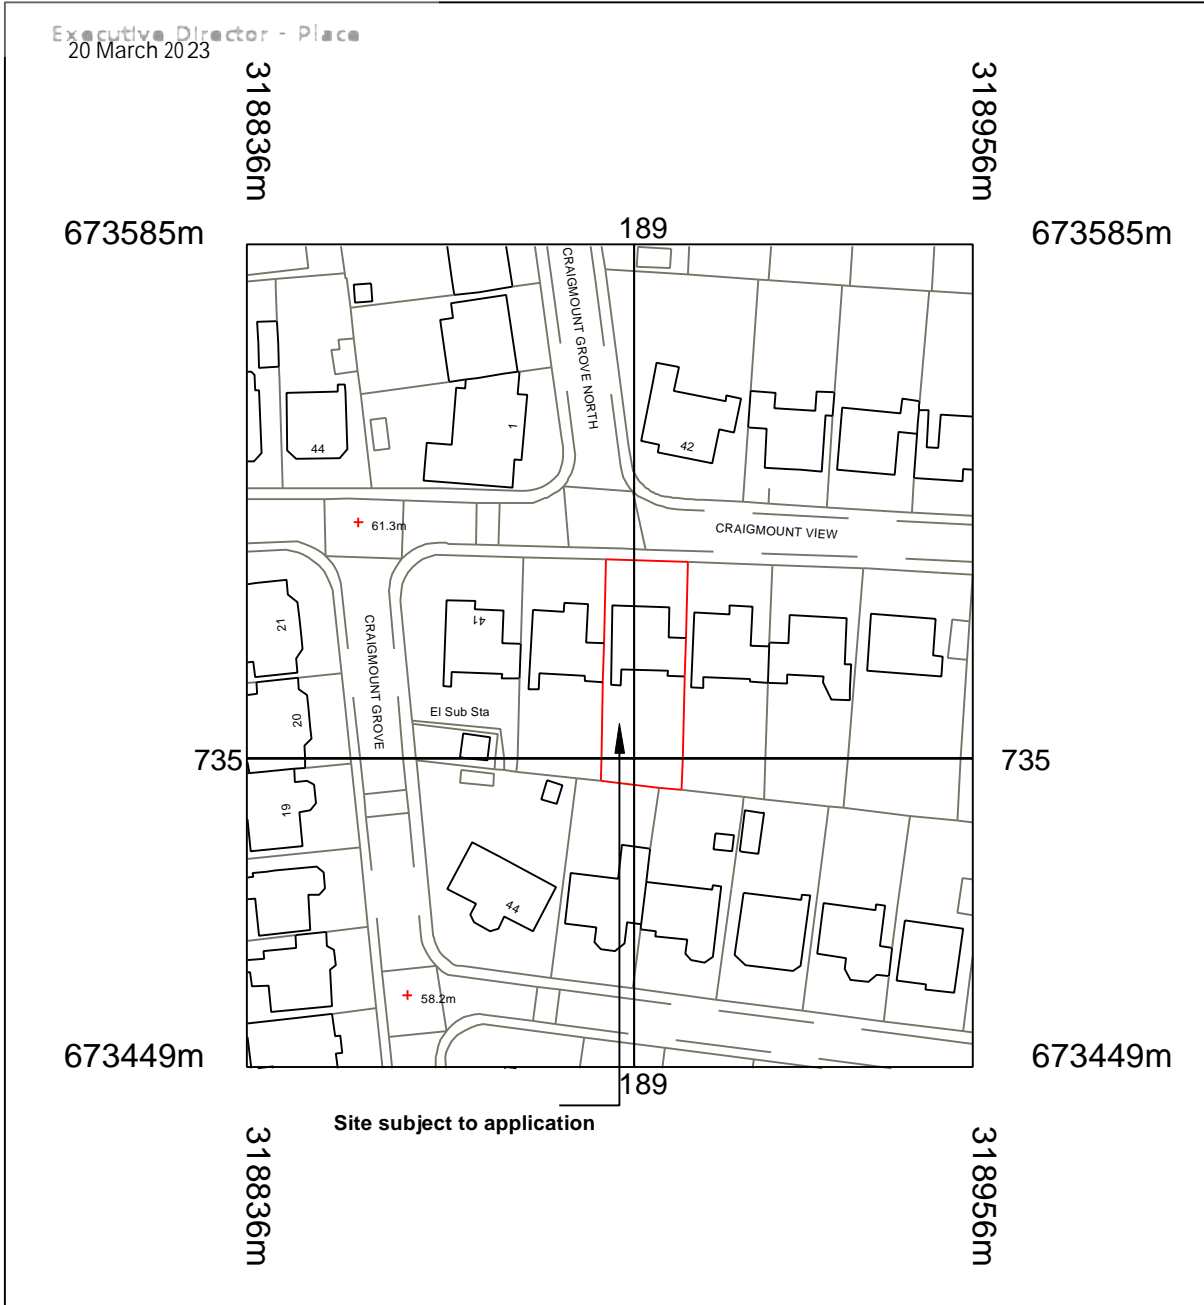 Executive Director - Place
20 March 2023
318836m
318956m
673585m
189
673585m
CRAIGMOUNT GROVE NORTH
1
44
42
61.3m
CRAIGMOUNT VIEW
21
41
CRAIGMOUNT GROVE
20
El Sub Sta
735
735
19
44
58.2m
673449m
189
673449m
Site subject to application
318836m
318956m